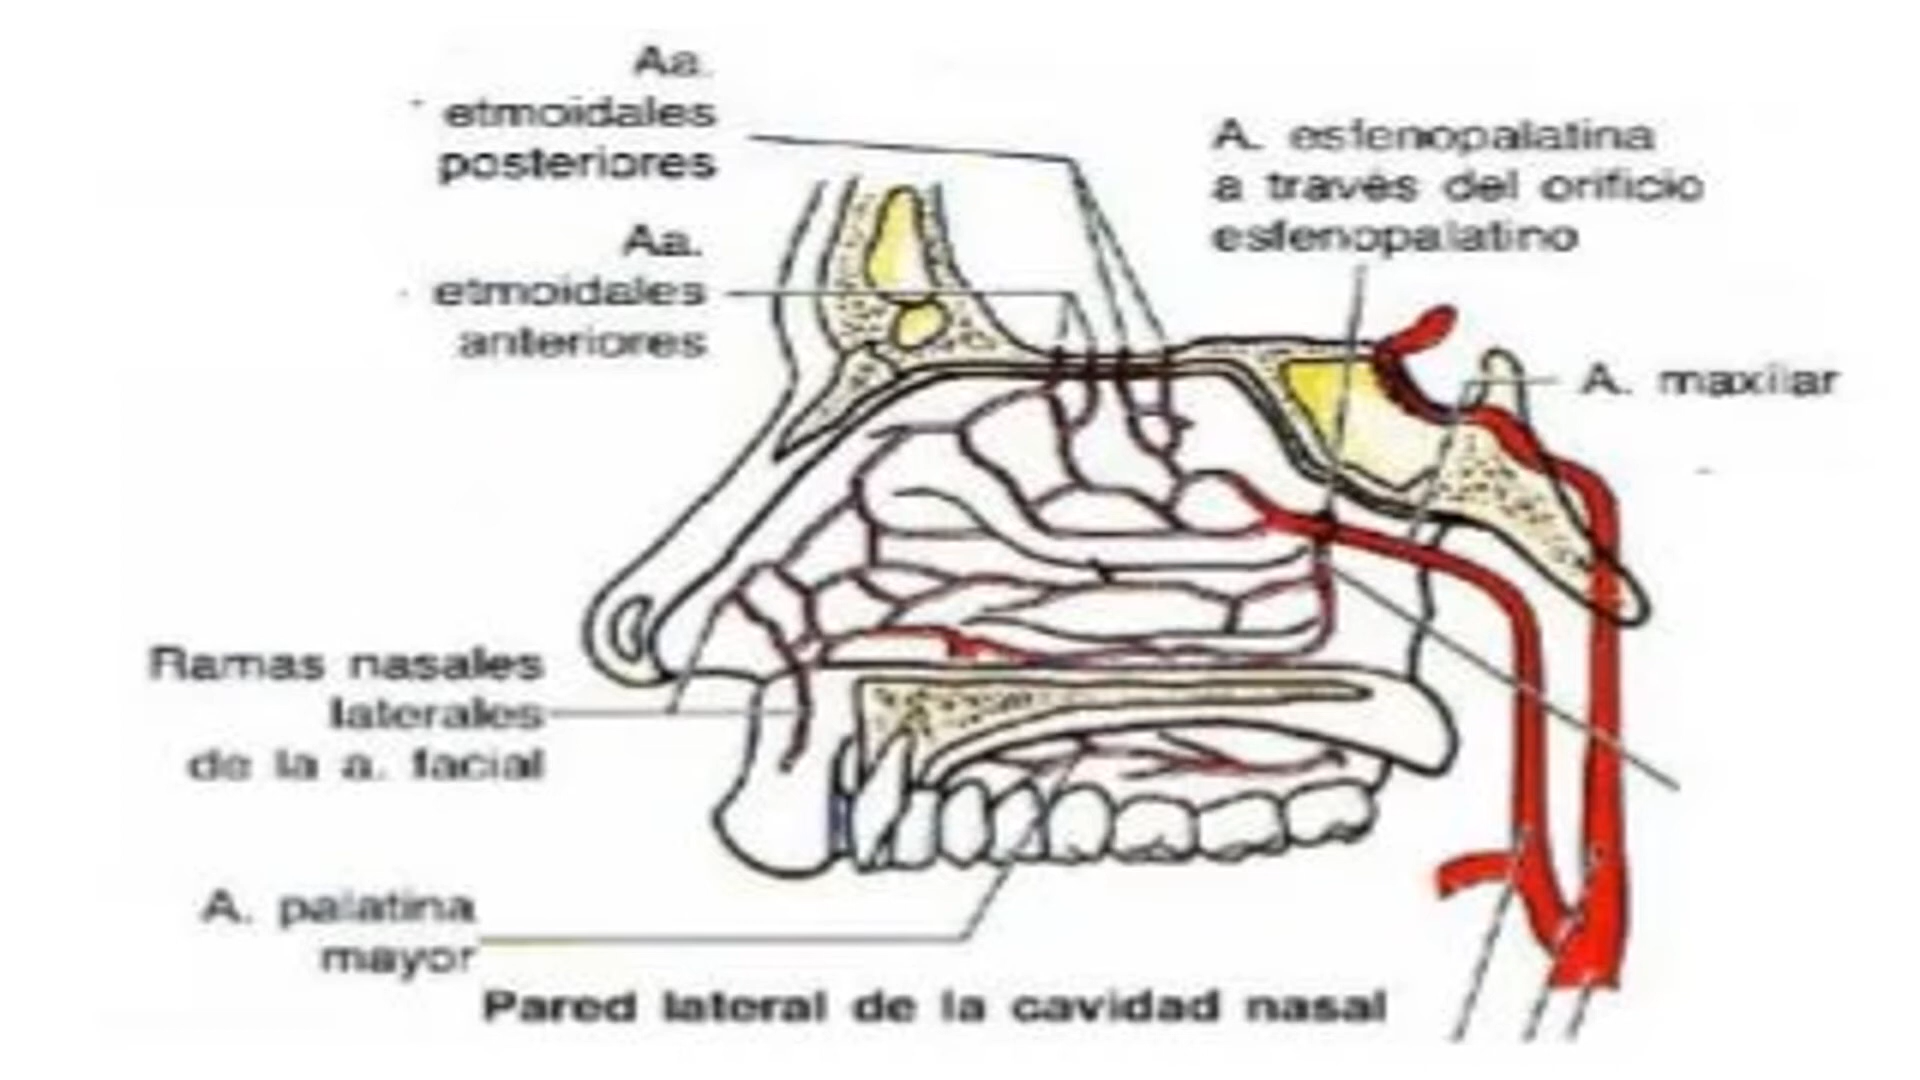 Aa.
etmoidales
posteriores
Aa.
etmoidales
anteriores
A. esfenopalatina
a través del orificio
esfenopalatino
A. maxilar
Ramas nasales
laterales
de la a. facial
A. palatina
mayor
Pared lateral de la cavidad nasal